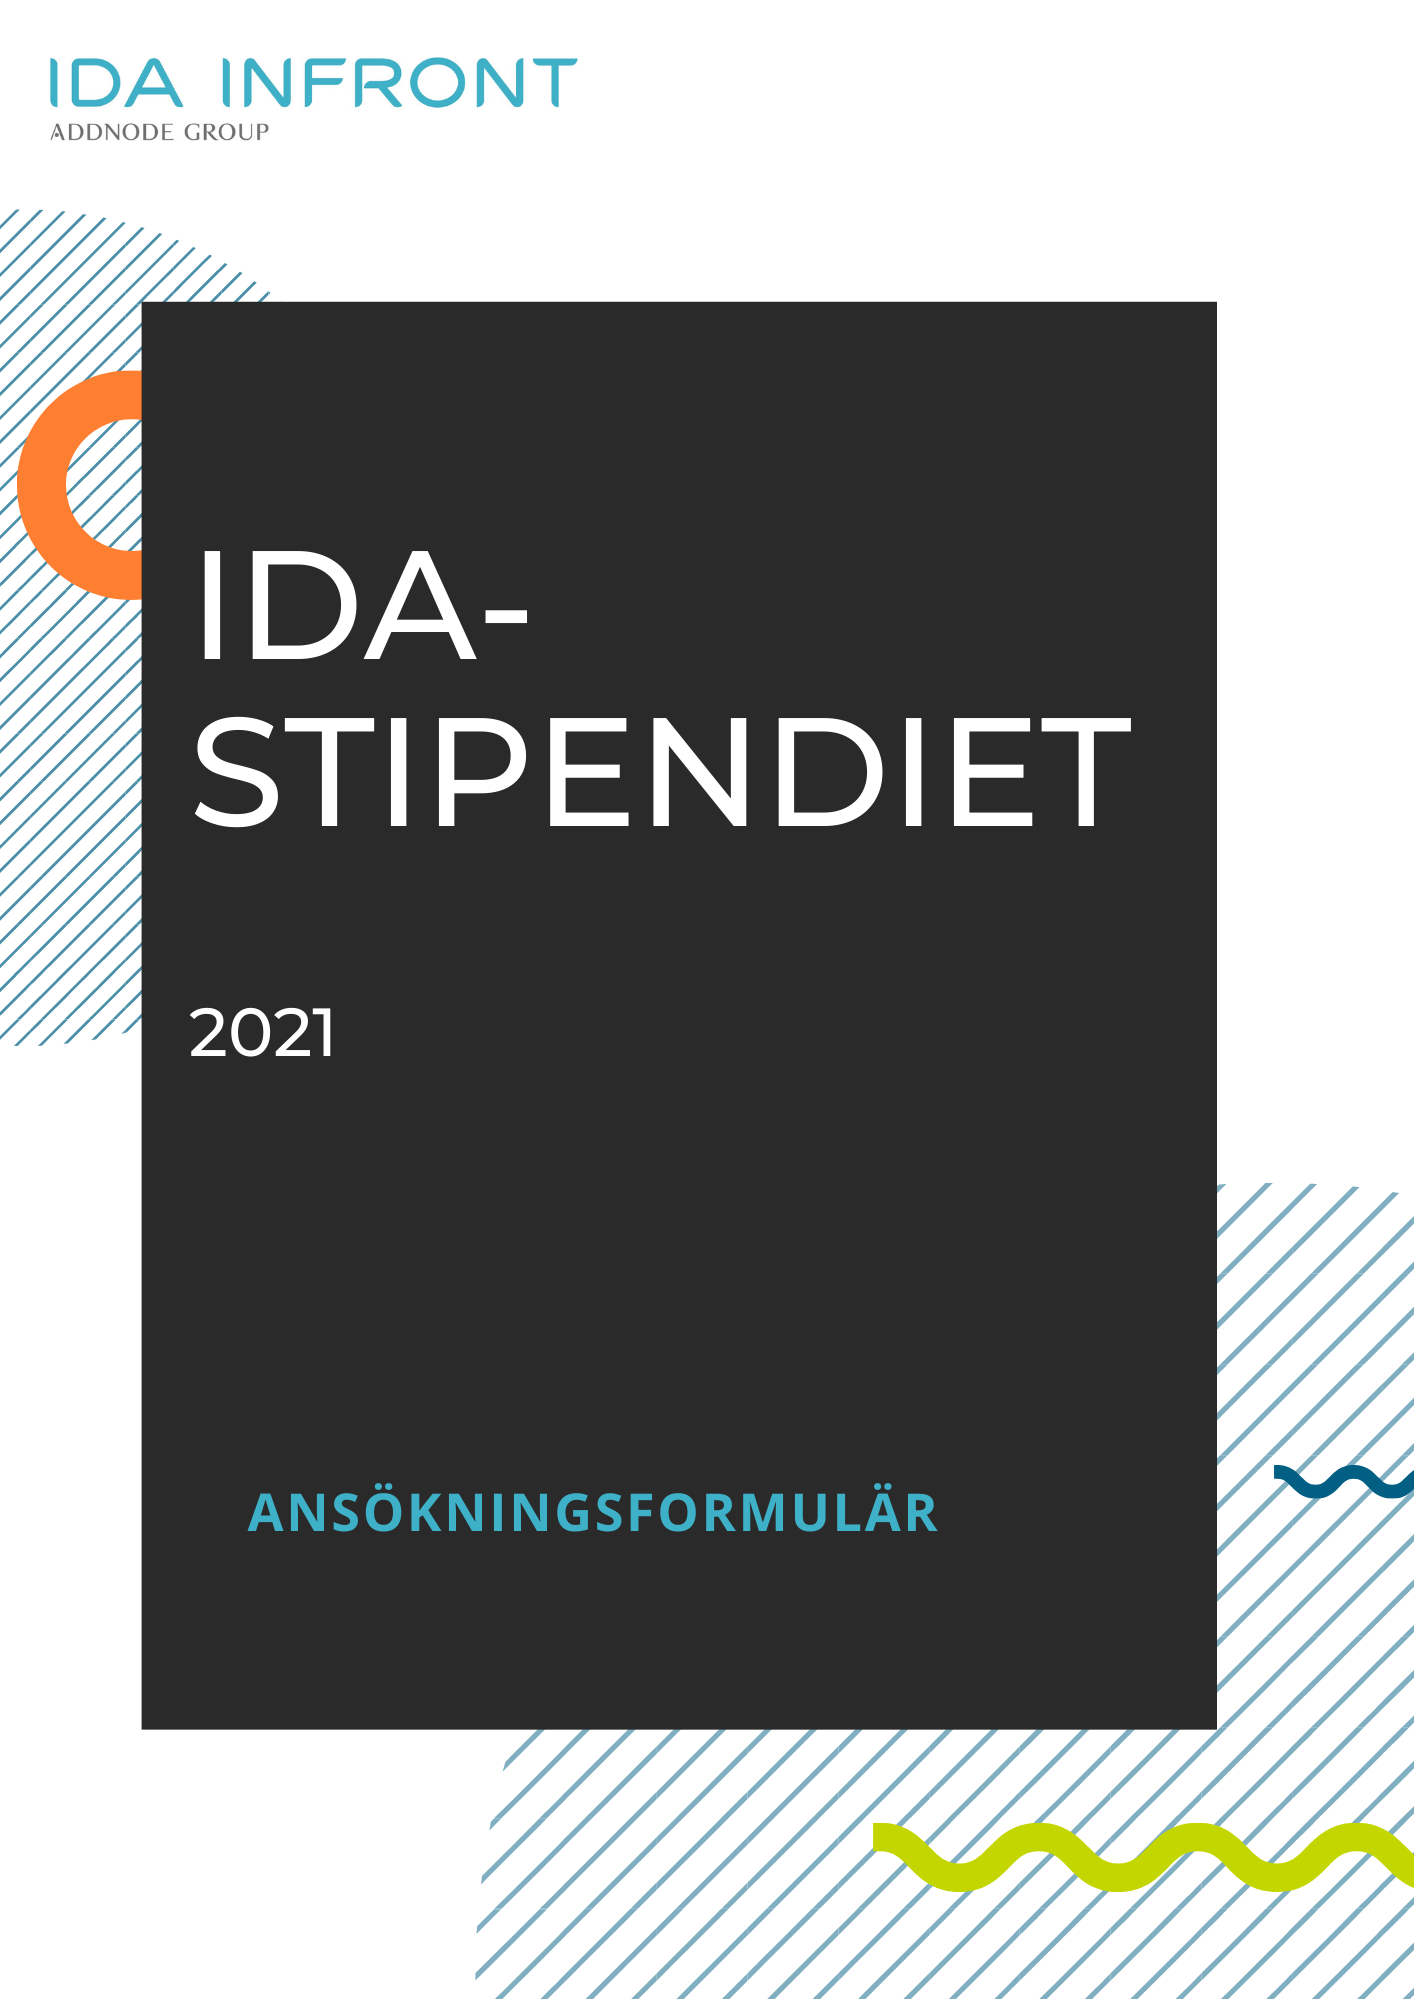 IDA INFRONT
ADDNODE GROUP
IDA-
STIPENDIET
2021
ANSÖKNINGSFORMULÄR